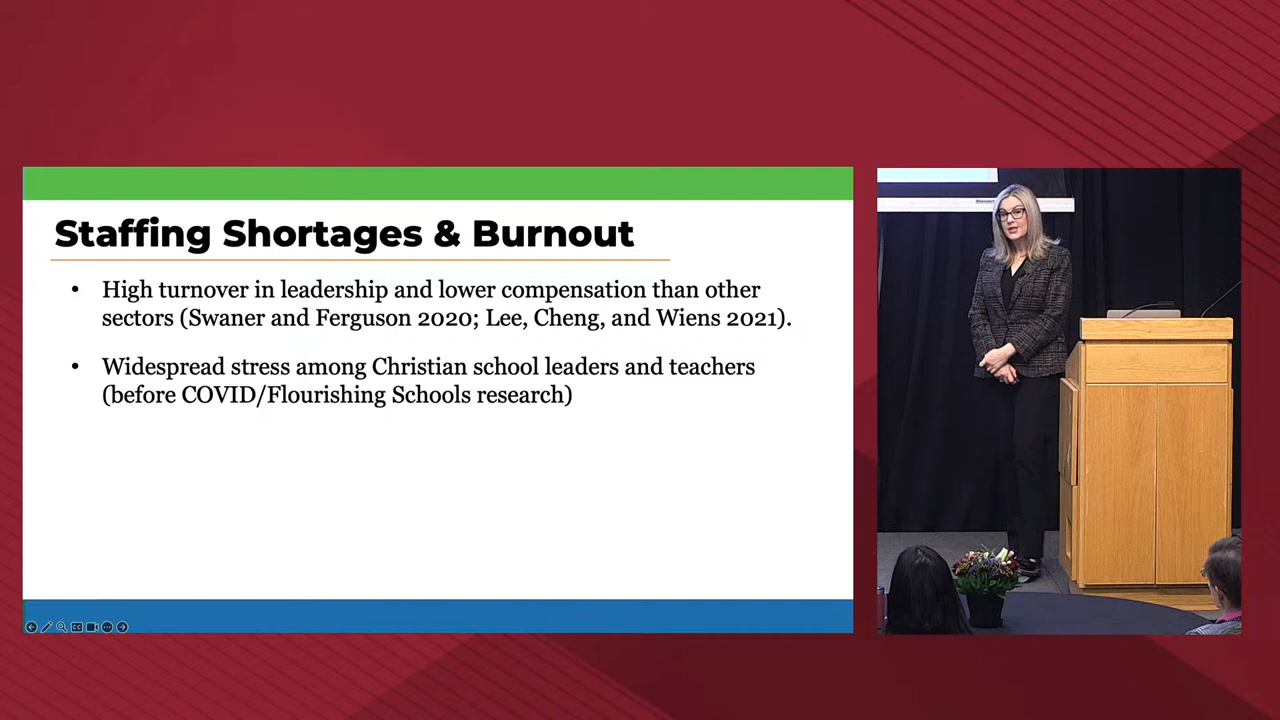 Staffing Shortages & Burnout
• High turnover in leadership and lower compensation than other
sectors (Swaner and Ferguson 2020; Lee, Cheng, and Wiens 2021).
• Widespread stress among Christian school leaders and teachers
(before COVID/Flourishing Schools research)